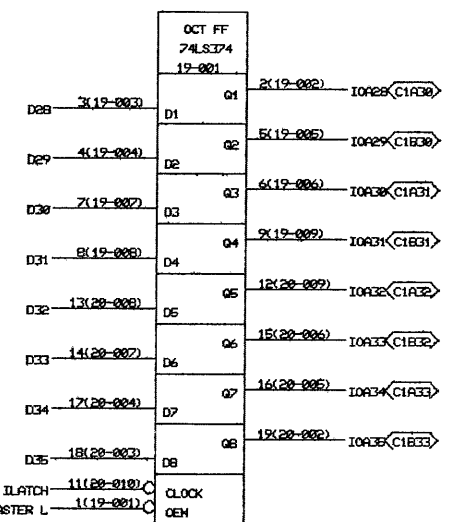 OCT FF
74LS374
19-001
D28 3(19-003) D1 Q1 2(19-002) IOA28 C1A30
D29 4(19-004) D2 Q2 5(19-005) IOA29 C1B30
D30 7(19-007) D3 Q3 6(19-006) IOA30 C1A31
D31 8(19-008) D4 Q4 9(19-009) IOA31 C1B31
D32 13(20-008) D5 Q5 12(20-009) IOA32 C1A32
D33 14(20-007) D6 Q6 15(20-006) IOA33 C1B32
D34 17(20-004) D7 Q7 16(20-005) IOA34 C1A33
D35 18(20-003) D8 Q8 19(20-002) IOA35 C1B33
ILATCH 11(20-010) CLOCK
ASTER L 1(19-001) OEN